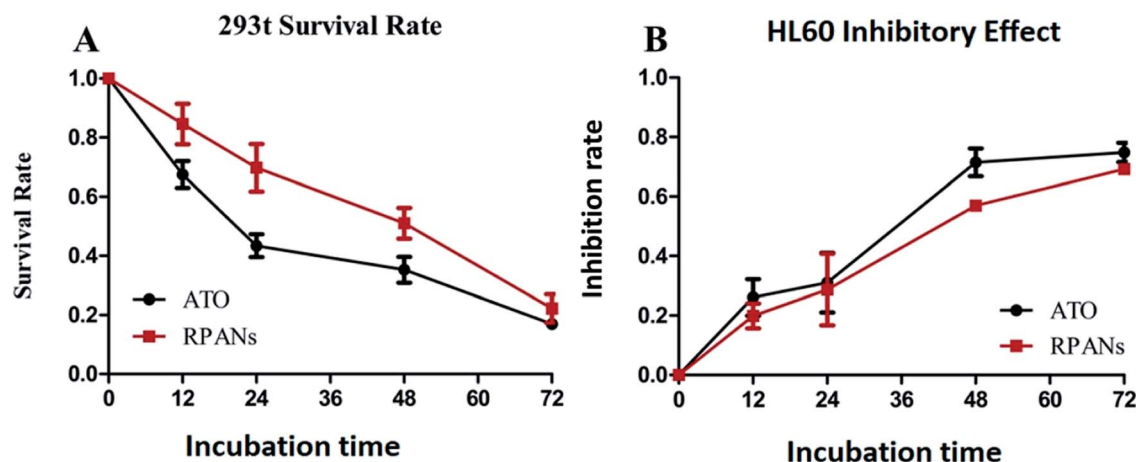 A
293t Survival Rate
Survival Rate
1.0
0.8
0.6
0.4
0.2
0.0
ATO
RPANs
0 12 24 36 48 60 72
Incubation time
B
HL60 Inhibitory Effect
Inhibition rate
1.0
0.8
0.6
0.4
0.2
0.0
ATO
RPANs
0 12 24 36 48 60 72
Incubation time